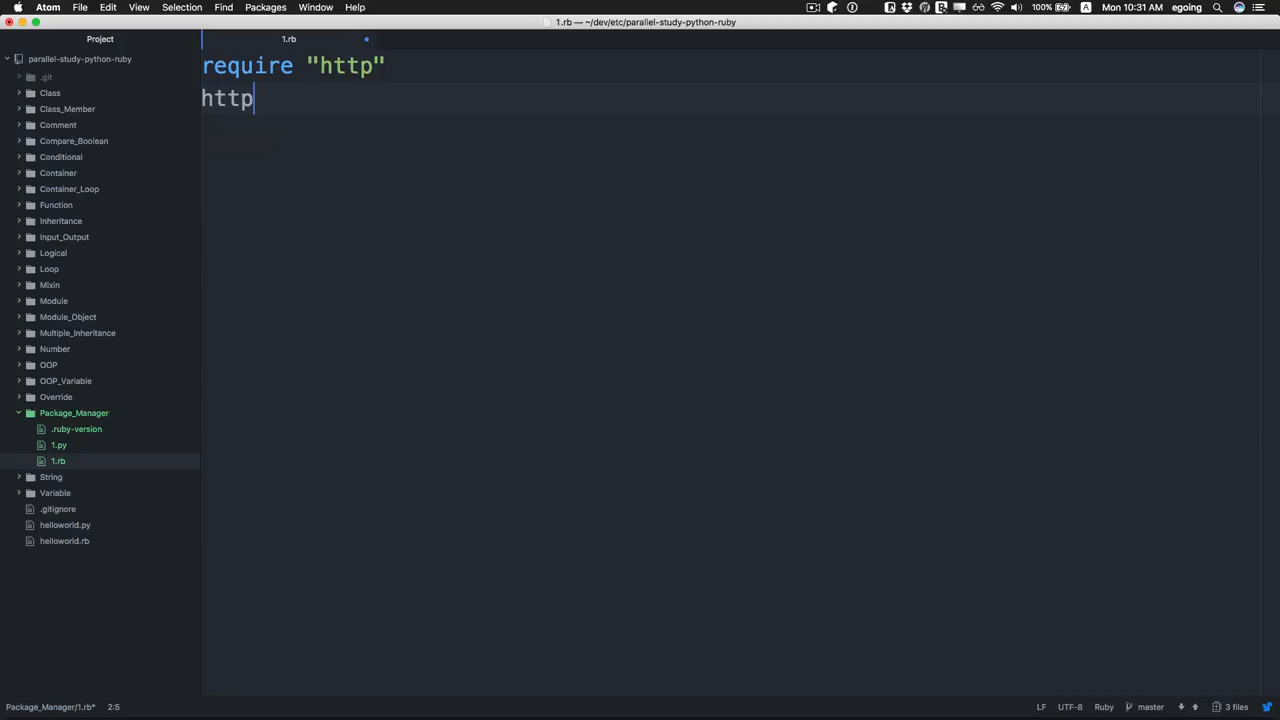 Atom File Edit View Selection Find Packages Window Help
100% Mon 10:31 AM egoing
1.rb — ~/dev/etc/parallel-study-python-ruby
Project
1.rb
parallel-study-python-ruby
.git
Class
Class_Member
Comment
Compare_Boolean
Conditional
Container
Container_Loop
Function
Inheritance
Input_Output
Logical
Loop
Mixin
Module
Module_Object
Multiple_Inheritance
Number
OOP
OOP_Variable
Override
Package_Manager
.ruby-version
1.py
1.rb
String
Variable
.gitignore
helloworld.py
helloworld.rb
require "http"
http
Package_Manager/1.rb* 2:5
LF UTF-8 Ruby master 3 files